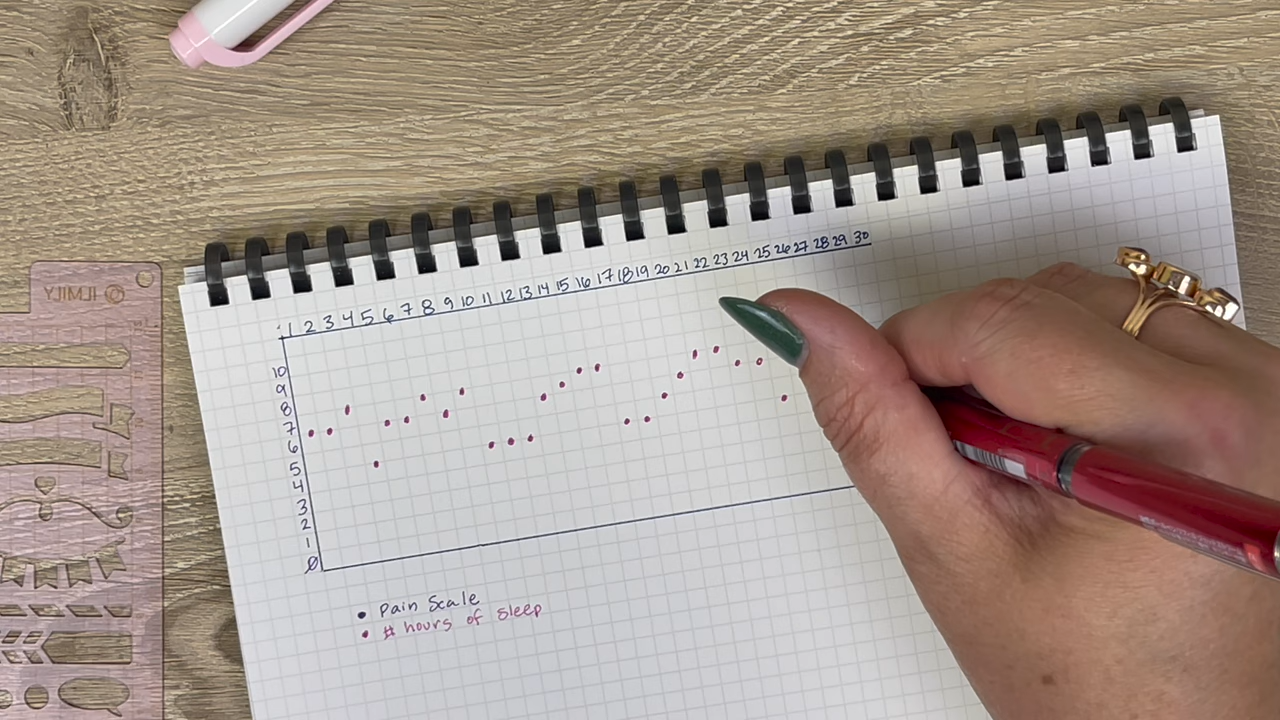 1 2 3 4 5 6 7 8 9 10 11 12 13 14 15 16 17 18 19 20 21 22 23 24 25 26 27 28 29 30
10
9
8
7
6
5
4
3
2
1
0
• Pain Scale
• # hours of sleep
© JIMJLY